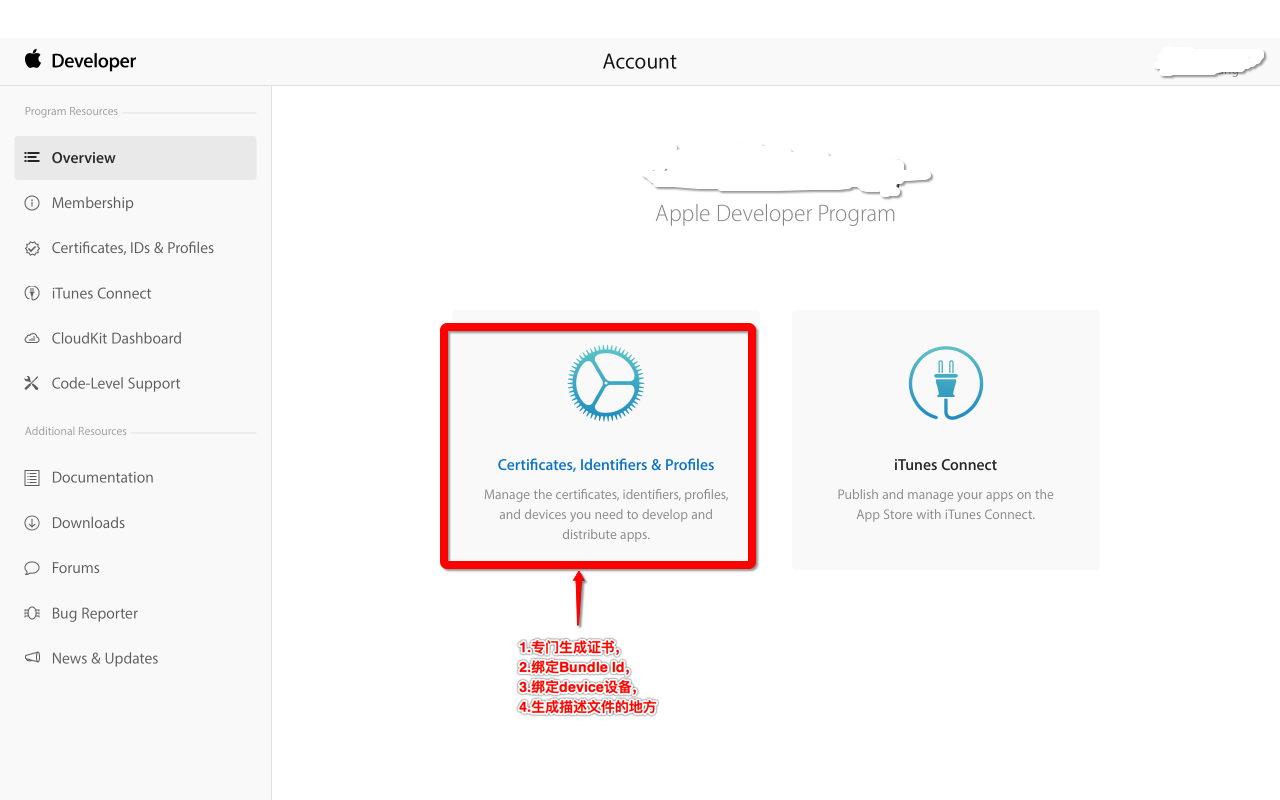 Developer
Account
Program Resources
Overview
Membership
Certificates, IDs & Profiles
iTunes Connect
CloudKit Dashboard
Code-Level Support
Additional Resources
Documentation
Downloads
Forums
Bug Reporter
News & Updates
Apple Developer Program
Certificates, Identifiers & Profiles
Manage the certificates, identifiers, profiles,
and devices you need to develop and
distribute apps.
iTunes Connect
Publish and manage your apps on the
App Store with iTunes Connect.
1.专门生成证书,
2.绑定Bundle Id,
3.绑定device设备,
4.生成描述文件的地方